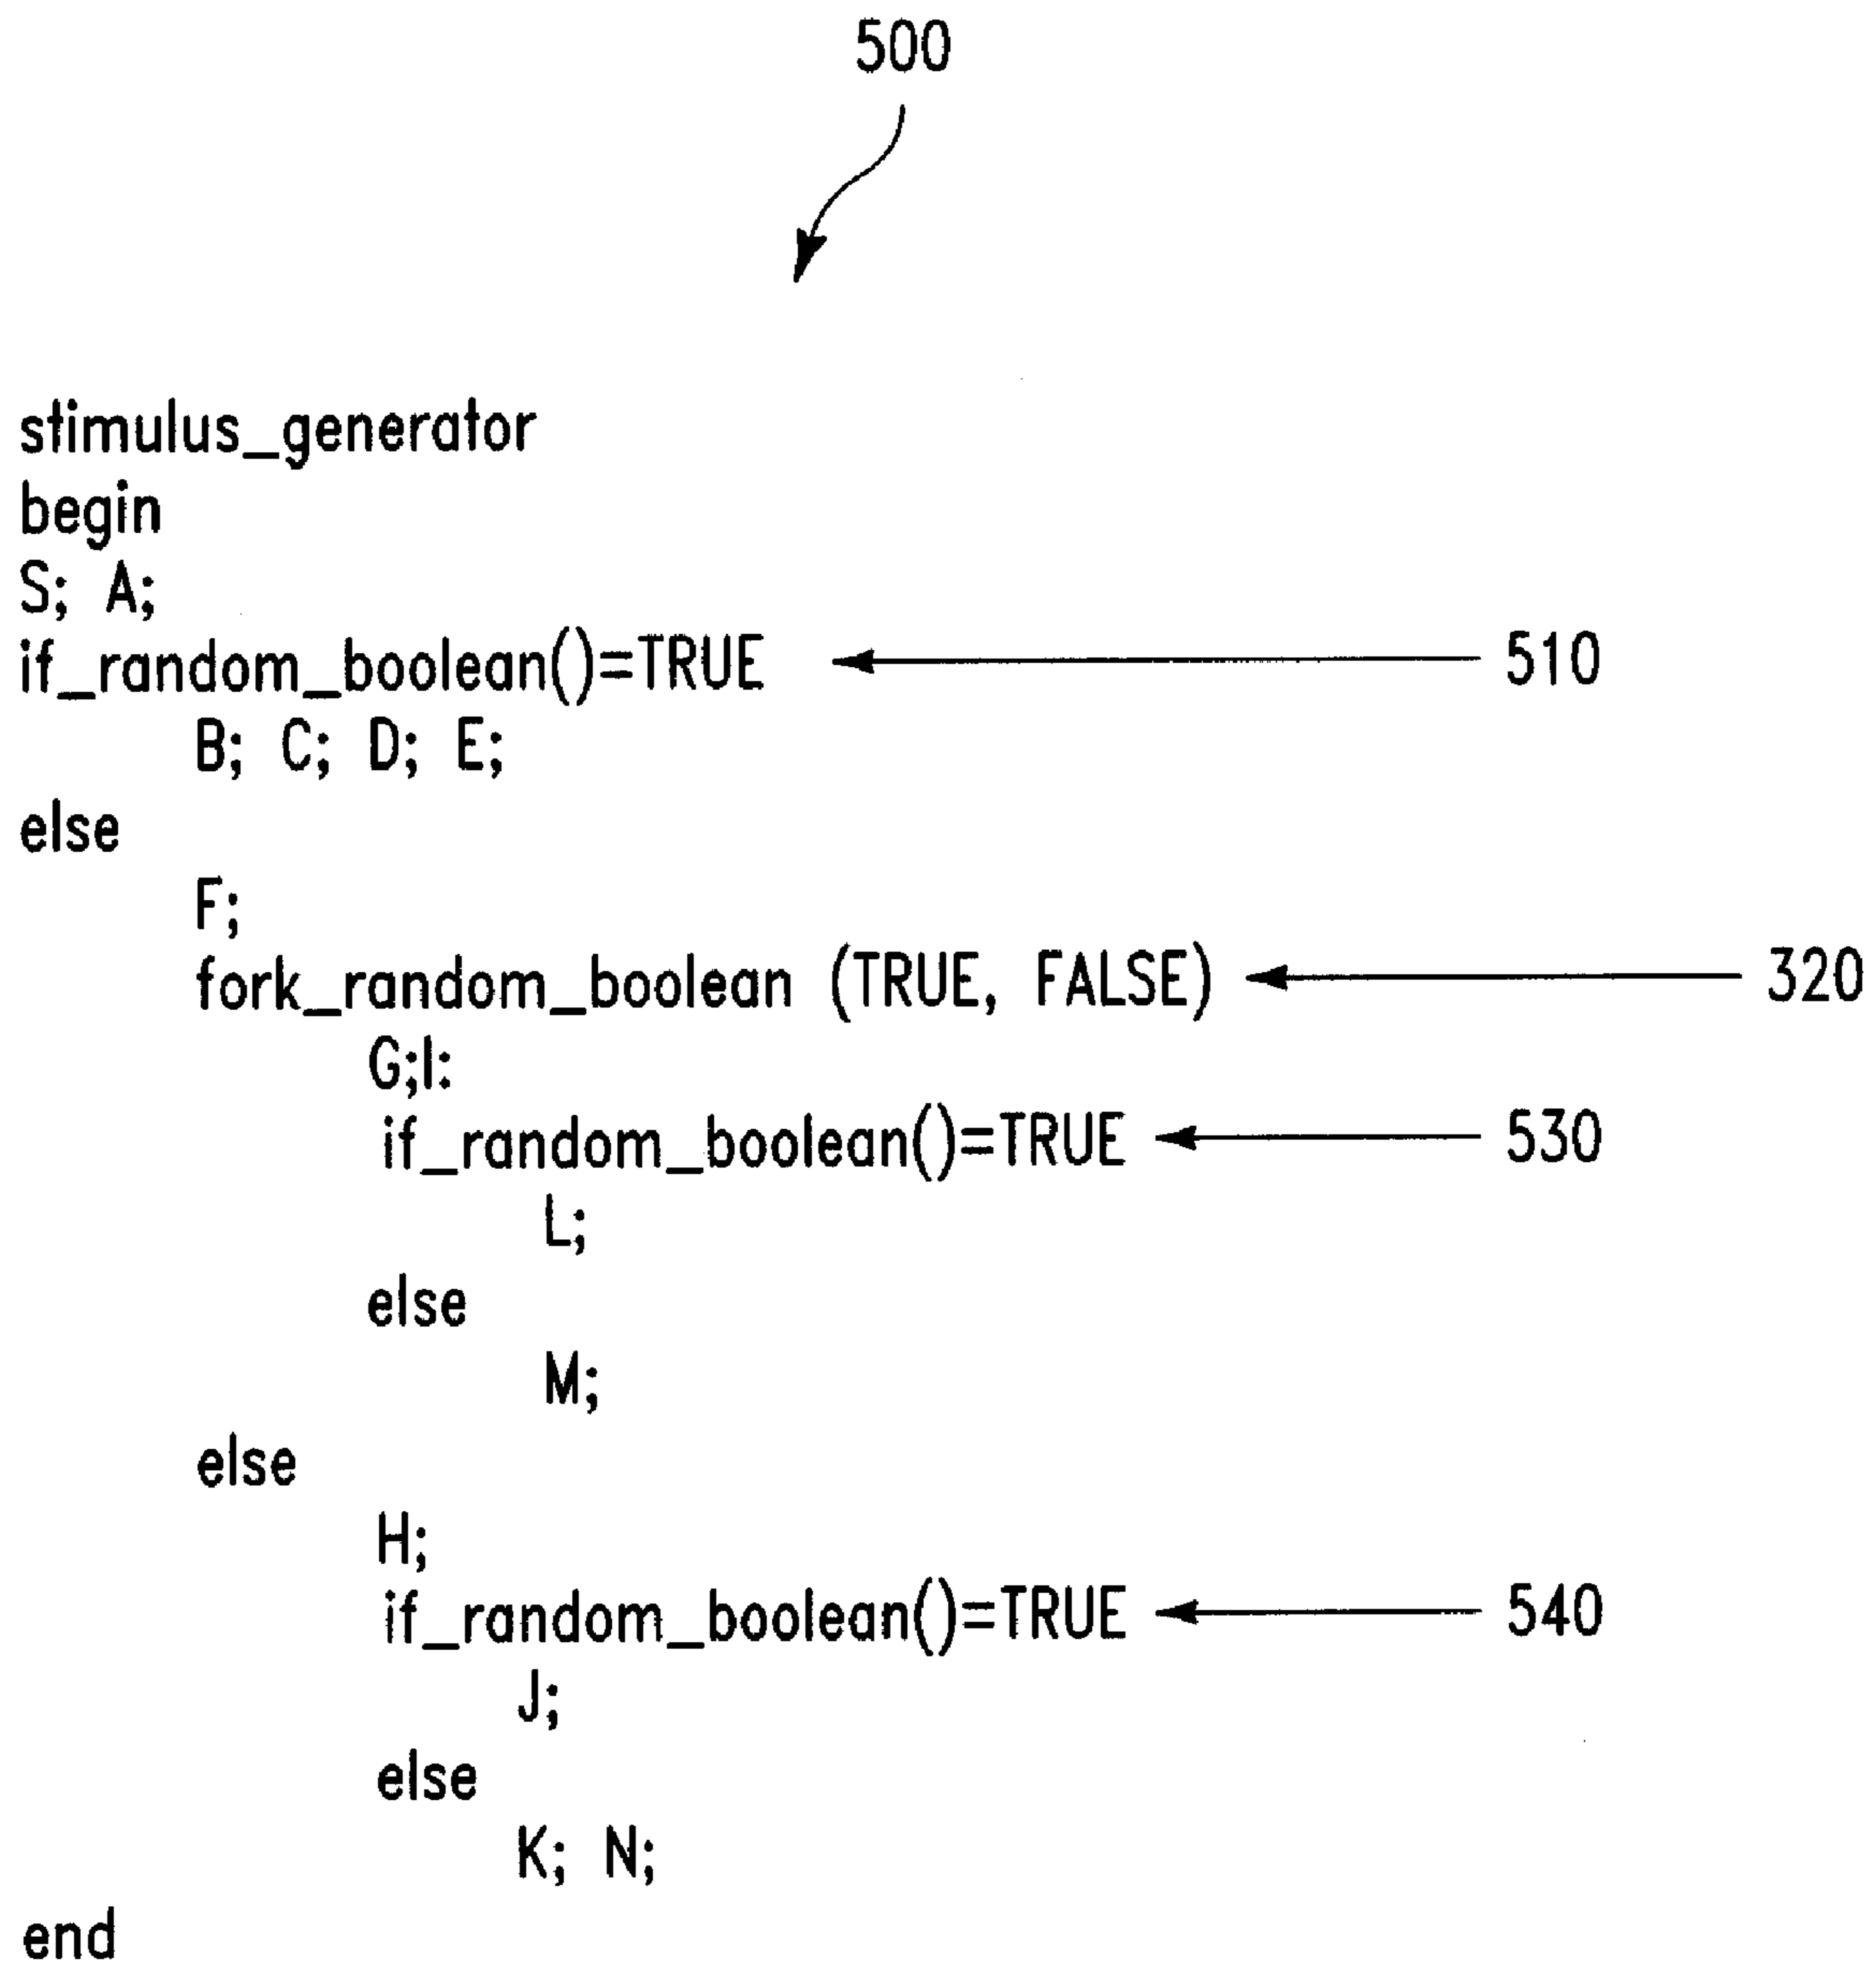 500
stimulus_generator
begin
S; A;
if_random_boolean()=TRUE 510
B; C; D; E;
else
F;
fork_random_boolean (TRUE, FALSE) 320
G;I:
if_random_boolean()=TRUE 530
L;
else
M;
else
H;
if_random_boolean()=TRUE 540
J;
else
K; N;
end